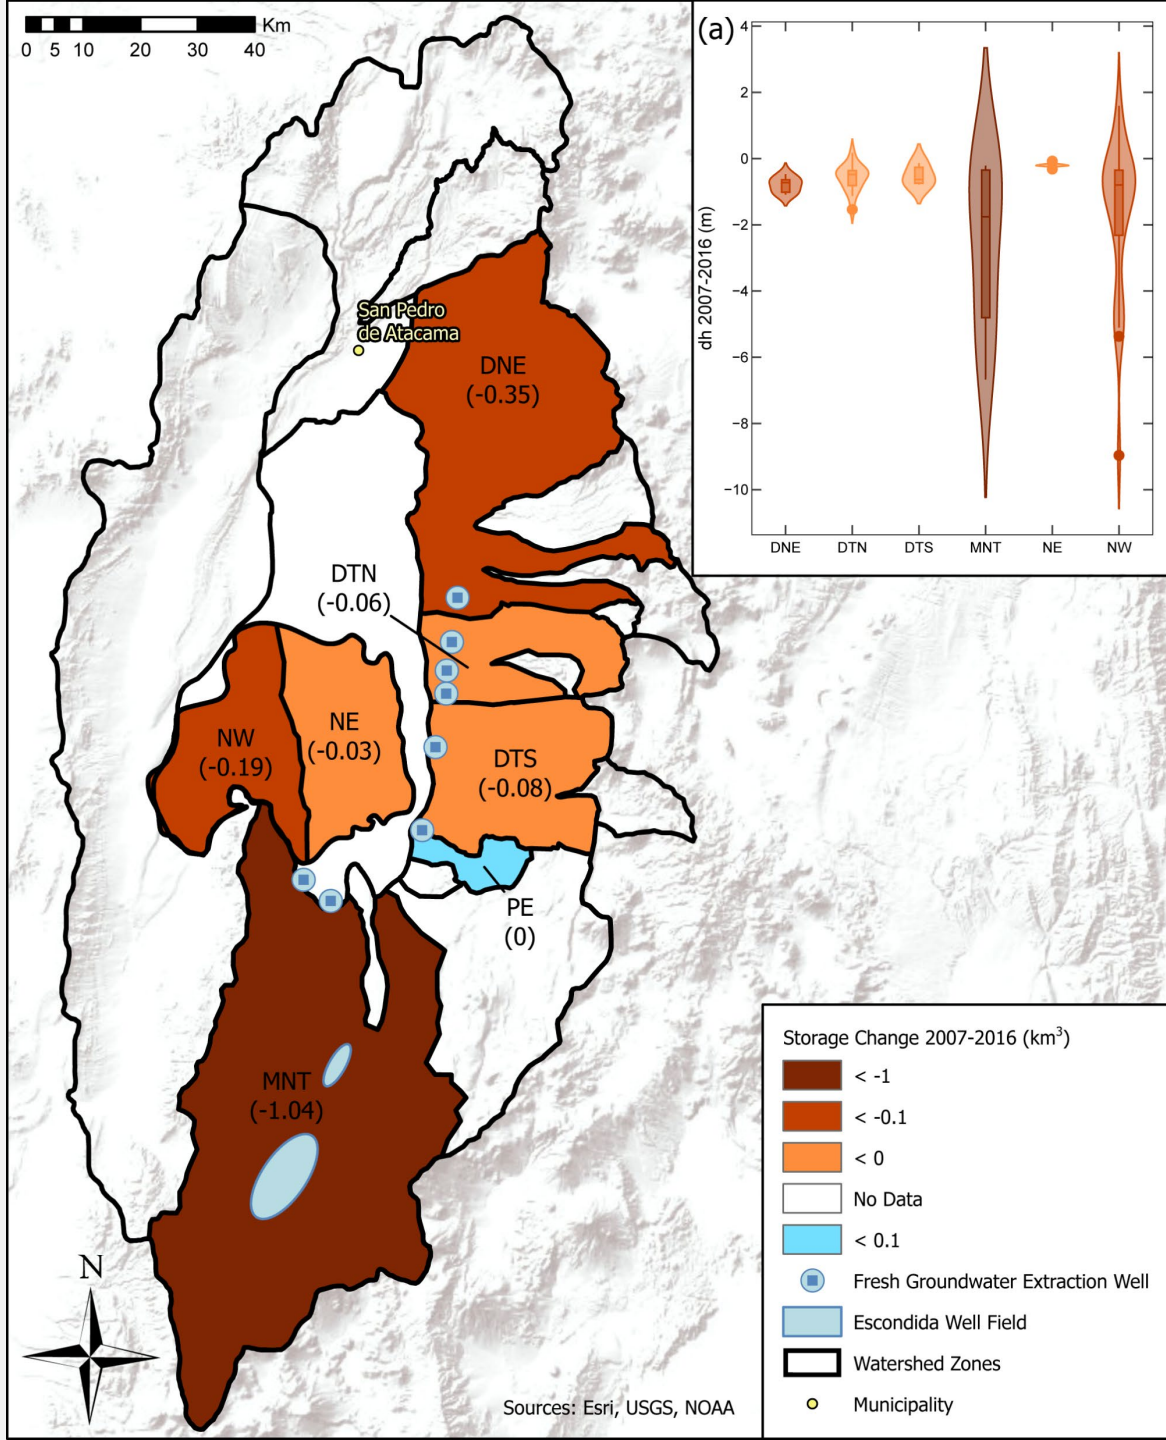 Km
0 5 10 20 30 40
San Pedro
de Atacama
DNE
(-0.35)
DTN
(-0.06)
NW
(-0.19)
NE
(-0.03)
DTS
(-0.08)
PE
(0)
MNT
(-1.04)
N
Sources: Esri, USGS, NOAA
(a)
dh 2007-2016 (m)
4
2
0
−2
−4
−6
−8
−10
DNE DTN DTS MNT NE NW
Storage Change 2007-2016 (km³)
< -1
< -0.1
< 0
No Data
< 0.1
Fresh Groundwater Extraction Well
Escondida Well Field
Watershed Zones
Municipality